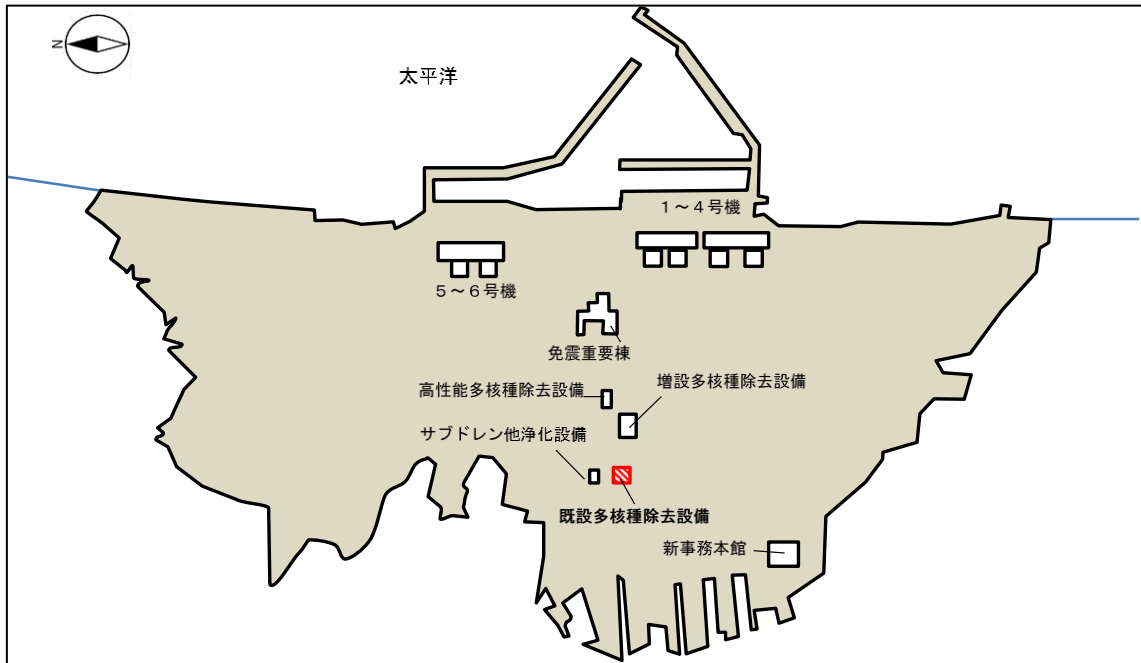 N
太平洋
1~4号機
5~6号機
免震重要棟
高性能多核種除去設備
増設多核種除去設備
サブドレン他浄化設備
既設多核種除去設備
新事務本館